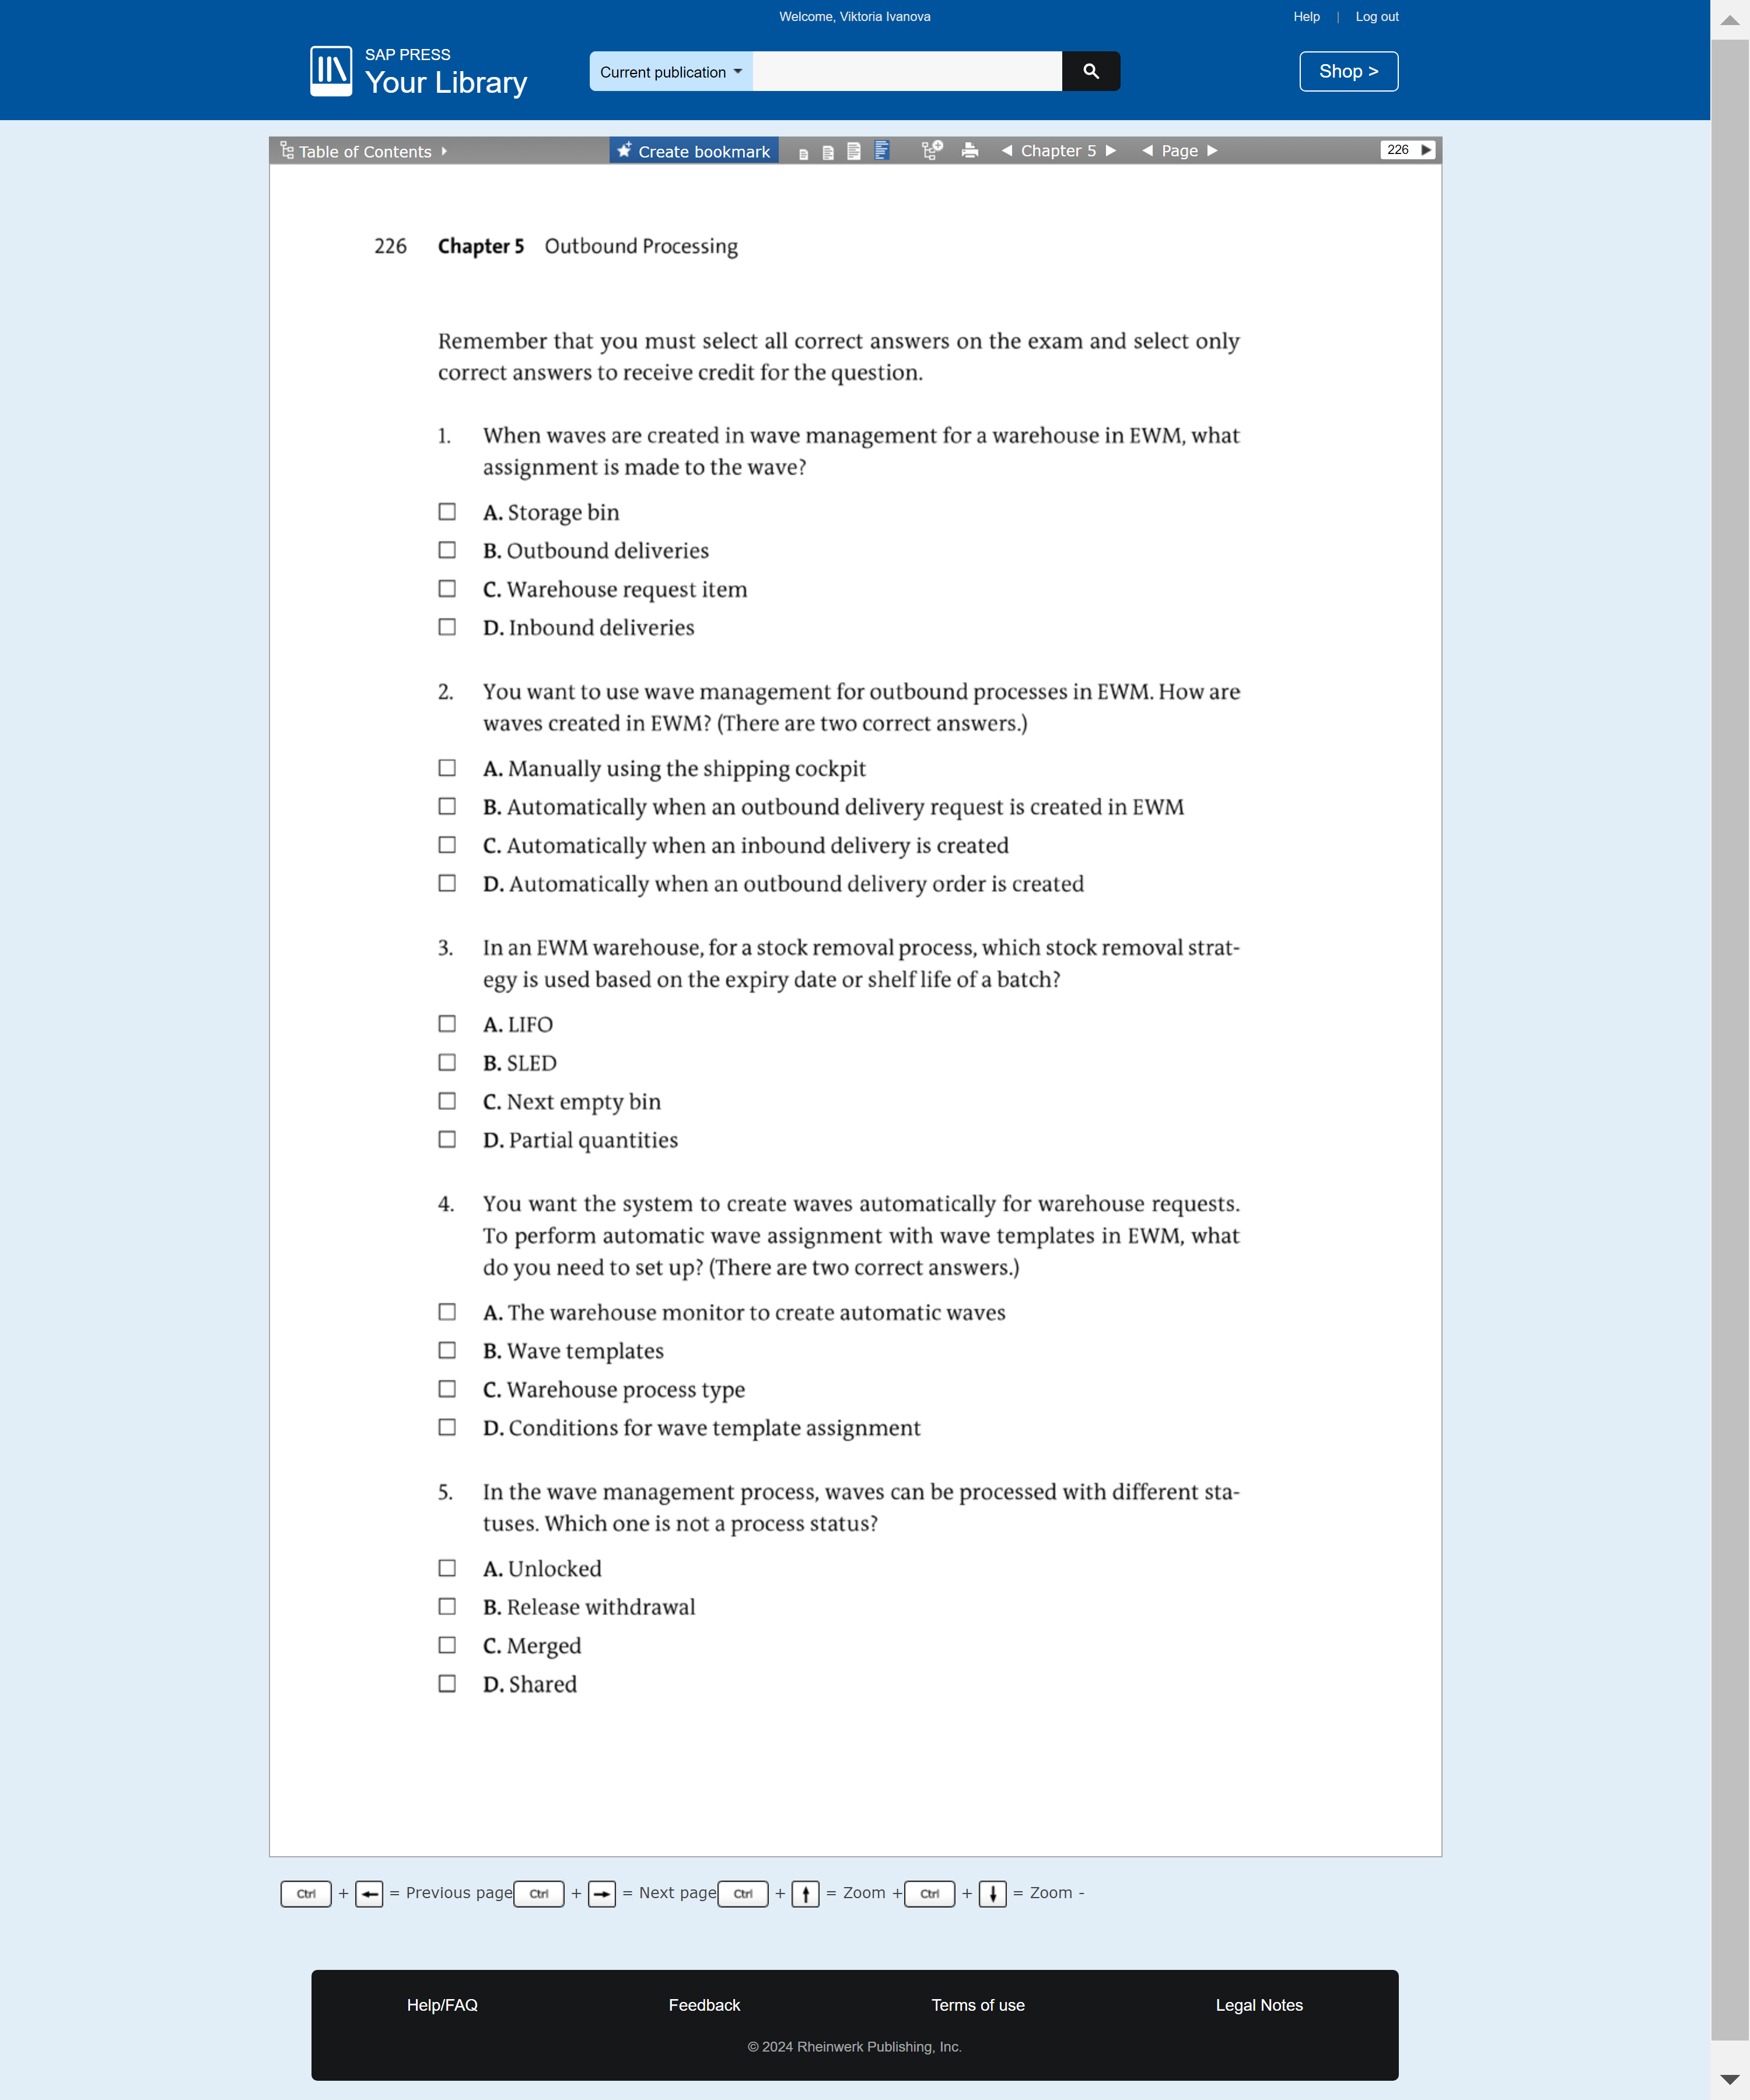 Welcome, Viktoria Ivanova
Help | Log out
SAP PRESS
Your Library
Current publication
Shop >
Table of Contents
Create bookmark
Chapter 5
Page
226
226 Chapter 5 Outbound Processing
Remember that you must select all correct answers on the exam and select only
correct answers to receive credit for the question.
1. When waves are created in wave management for a warehouse in EWM, what
assignment is made to the wave?
A. Storage bin
B. Outbound deliveries
C. Warehouse request item
D. Inbound deliveries
2. You want to use wave management for outbound processes in EWM. How are
waves created in EWM? (There are two correct answers.)
A. Manually using the shipping cockpit
B. Automatically when an outbound delivery request is created in EWM
C. Automatically when an inbound delivery is created
D. Automatically when an outbound delivery order is created
3. In an EWM warehouse, for a stock removal process, which stock removal strat-
egy is used based on the expiry date or shelf life of a batch?
A. LIFO
B. SLED
C. Next empty bin
D. Partial quantities
4. You want the system to create waves automatically for warehouse requests.
To perform automatic wave assignment with wave templates in EWM, what
do you need to set up? (There are two correct answers.)
A. The warehouse monitor to create automatic waves
B. Wave templates
C. Warehouse process type
D. Conditions for wave template assignment
5. In the wave management process, waves can be processed with different sta-
tuses. Which one is not a process status?
A. Unlocked
B. Release withdrawal
C. Merged
D. Shared
Ctrl + ← = Previous page Ctrl + → = Next page Ctrl + ↑ = Zoom + Ctrl + ↓ = Zoom -
Help/FAQ
Feedback
Terms of use
Legal Notes
© 2024 Rheinwerk Publishing, Inc.